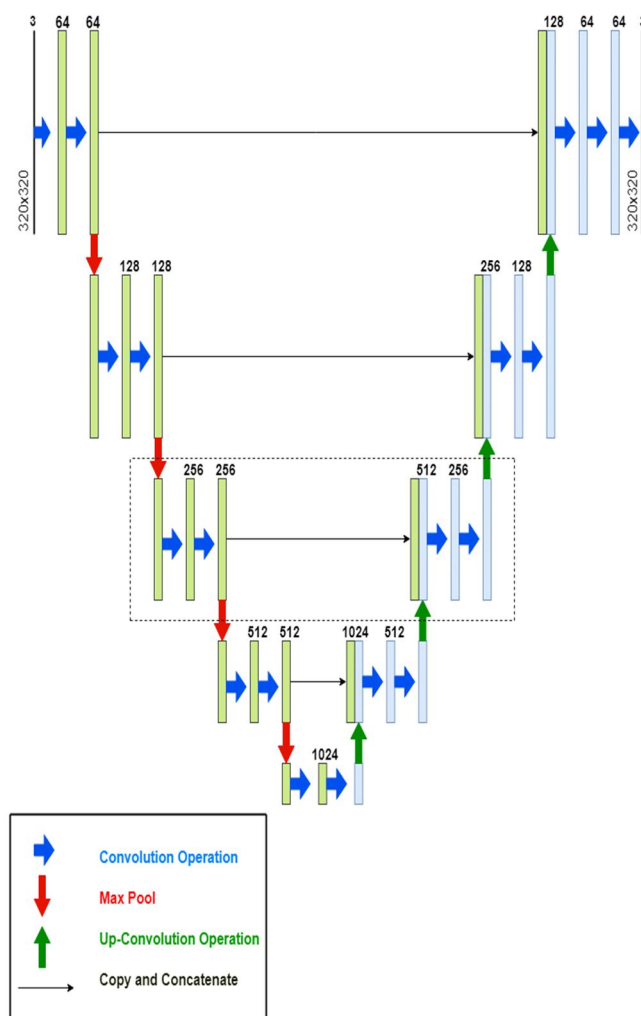 3 64 64 128 64 64 3
320x320 320x320
128 128 256 128
256 256 512 256
512 512 1024 512
1024
Convolution Operation
Max Pool
Up-Convolution Operation
Copy and Concatenate